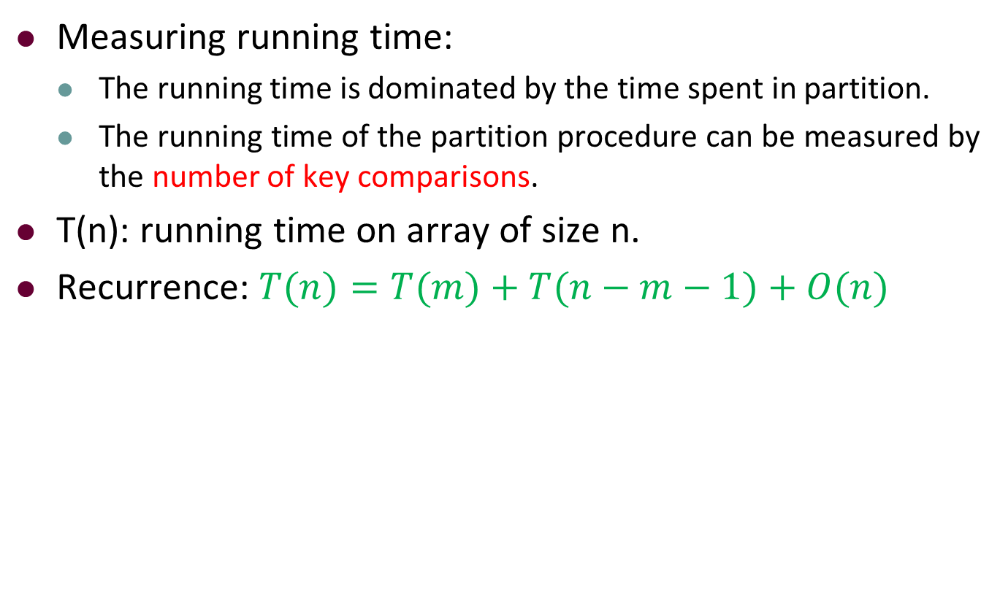 ● Measuring running time:
● The running time is dominated by the time spent in partition.
● The running time of the partition procedure can be measured by
the number of key comparisons.
● T(n): running time on array of size n.
● Recurrence: T(n) = T(m) + T(n − m − 1) + O(n)